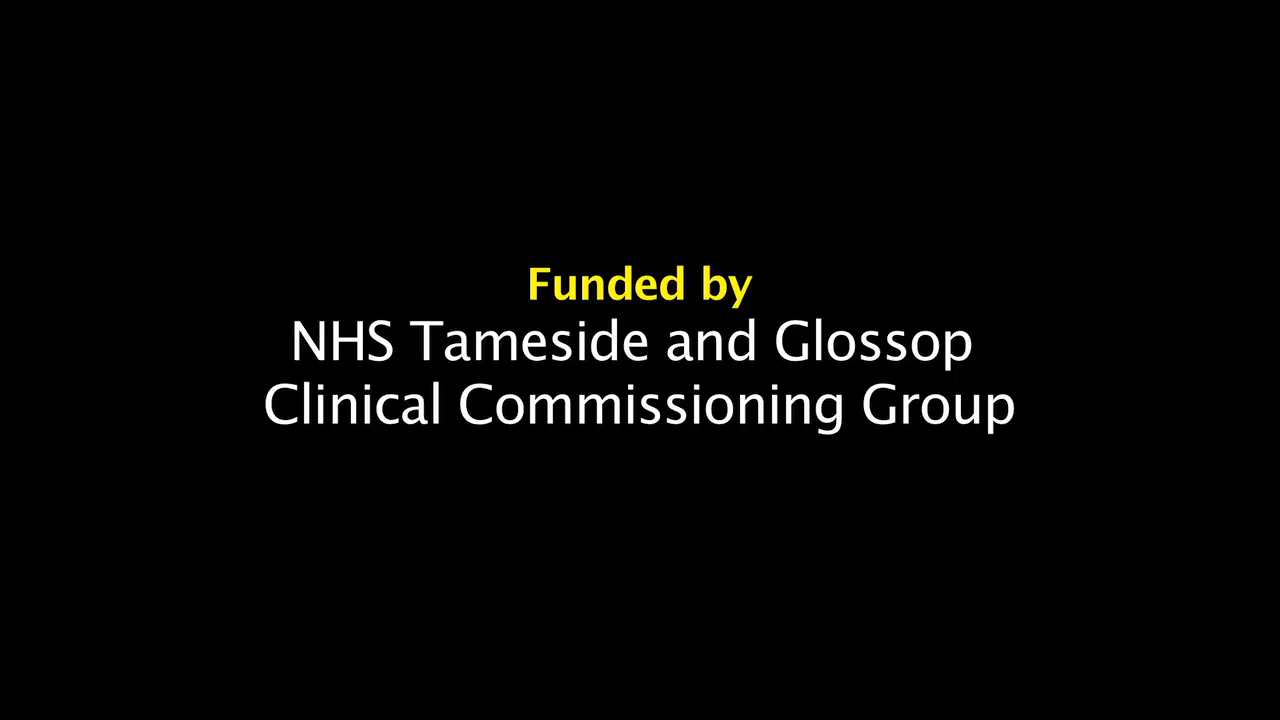 Funded by
NHS Tameside and Glossop
Clinical Commissioning Group